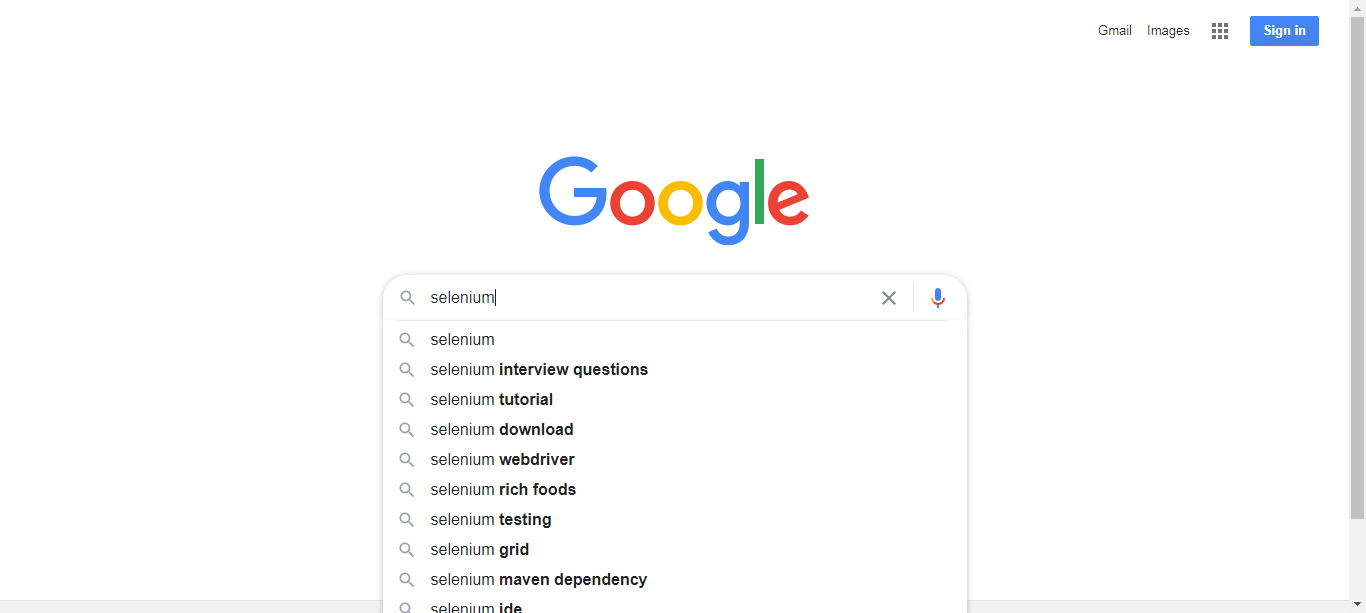 Gmail Images Sign in
Google
selenium
selenium
selenium interview questions
selenium tutorial
selenium download
selenium webdriver
selenium rich foods
selenium testing
selenium grid
selenium maven dependency
selenium ide